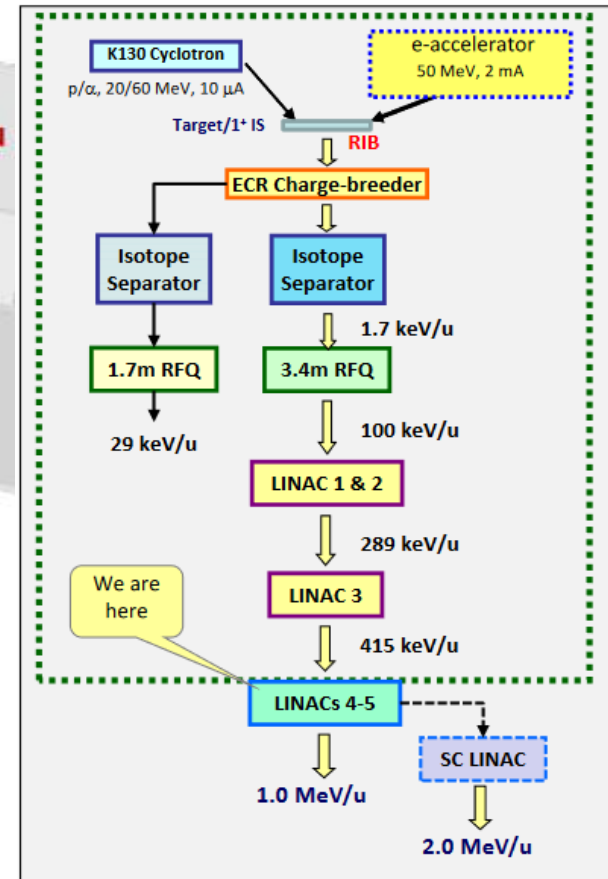 K130 Cyclotron
e-accelerator
50 MeV, 2 mA
p/α, 20/60 MeV, 10 µA
Target/1⁺ IS
RIB
ECR Charge-breeder
Isotope
Separator
Isotope
Separator
1.7 keV/u
1.7m RFQ
3.4m RFQ
29 keV/u
100 keV/u
LINAC 1 & 2
289 keV/u
We are
here
LINAC 3
415 keV/u
LINACs 4-5
SC LINAC
1.0 MeV/u
2.0 MeV/u